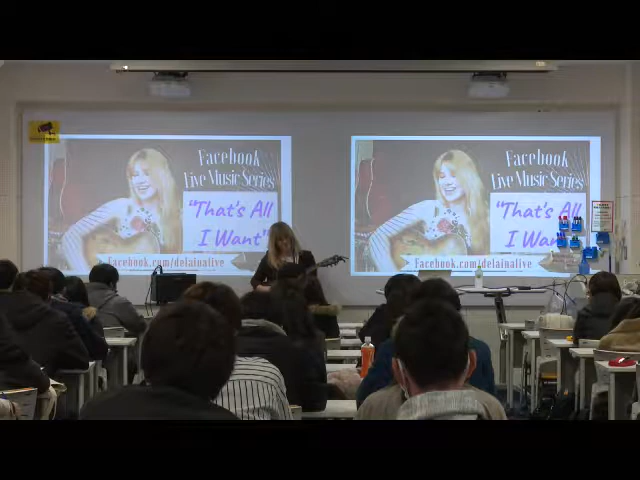 Facebook
Live Music Series
"That's All
I Want"
Facebook.com/delainalive
Facebook
Live Music Series
"That's All
I Wan
Facebook.com/delainalive